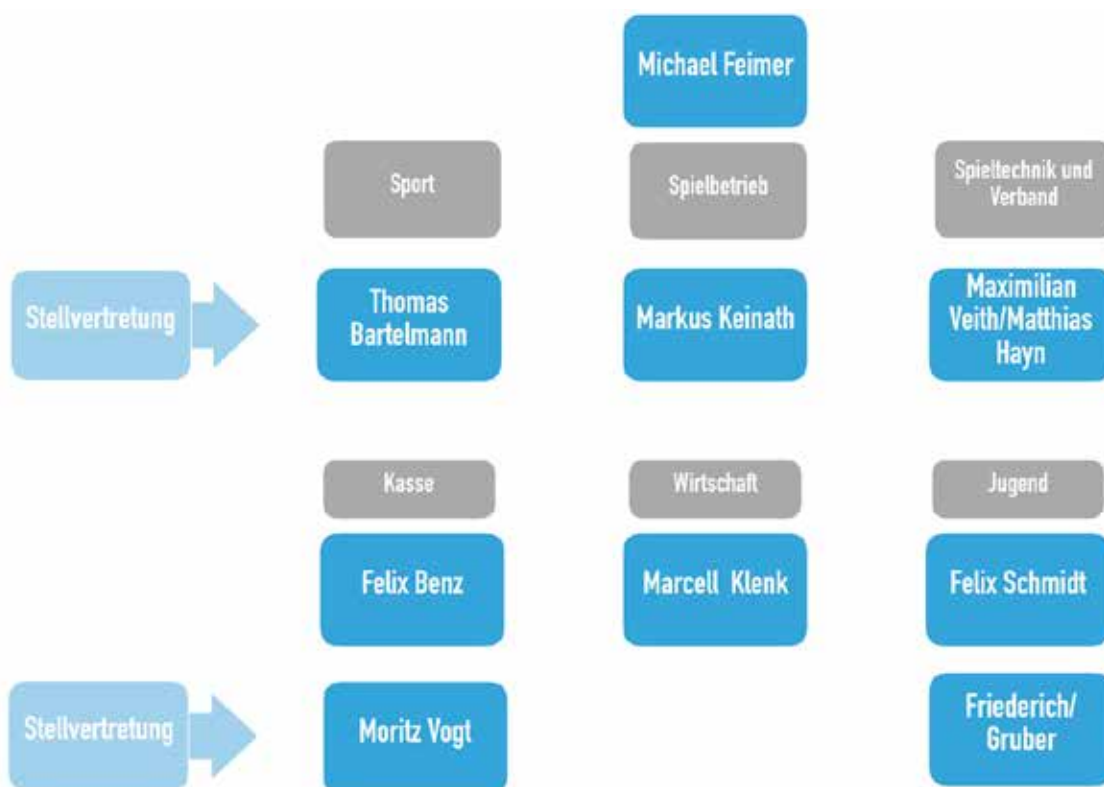 Michael Feimer
Sport
Spielbetrieb
Spieltechnik und
Verband
Stellvertretung
Thomas
Bartelmann
Markus Keinath
Maximilian
Veith/Matthias
Hayn
Kasse
Wirtschaft
Jugend
Felix Benz
Marcell Klenk
Felix Schmidt
Stellvertretung
Moritz Vogt
Friederich/
Gruber